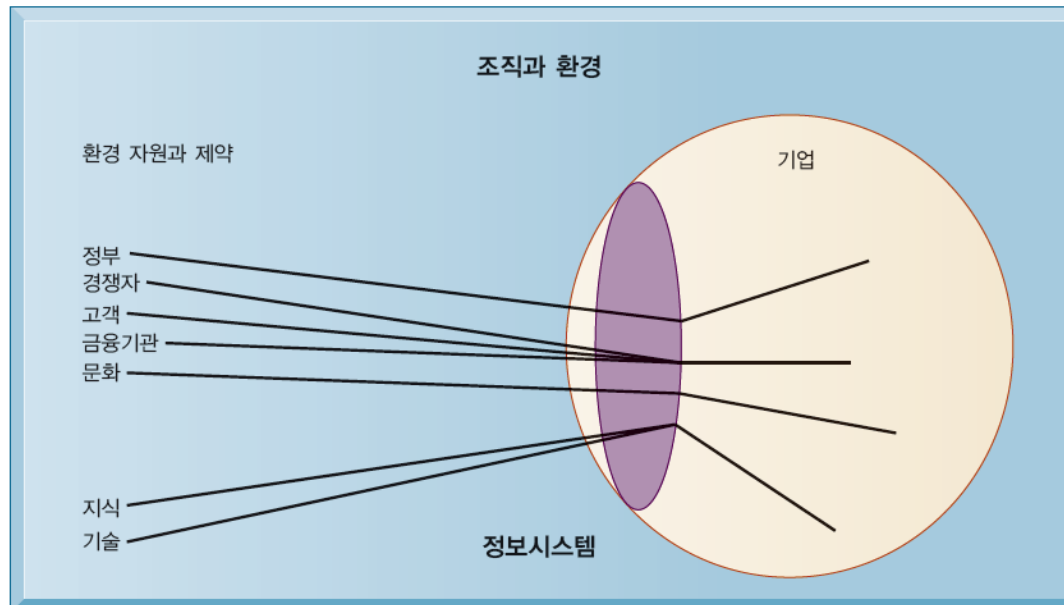 조직과 환경
환경 자원과 제약
기업
정부
경쟁자
고객
금융기관
문화
지식
기술
정보시스템